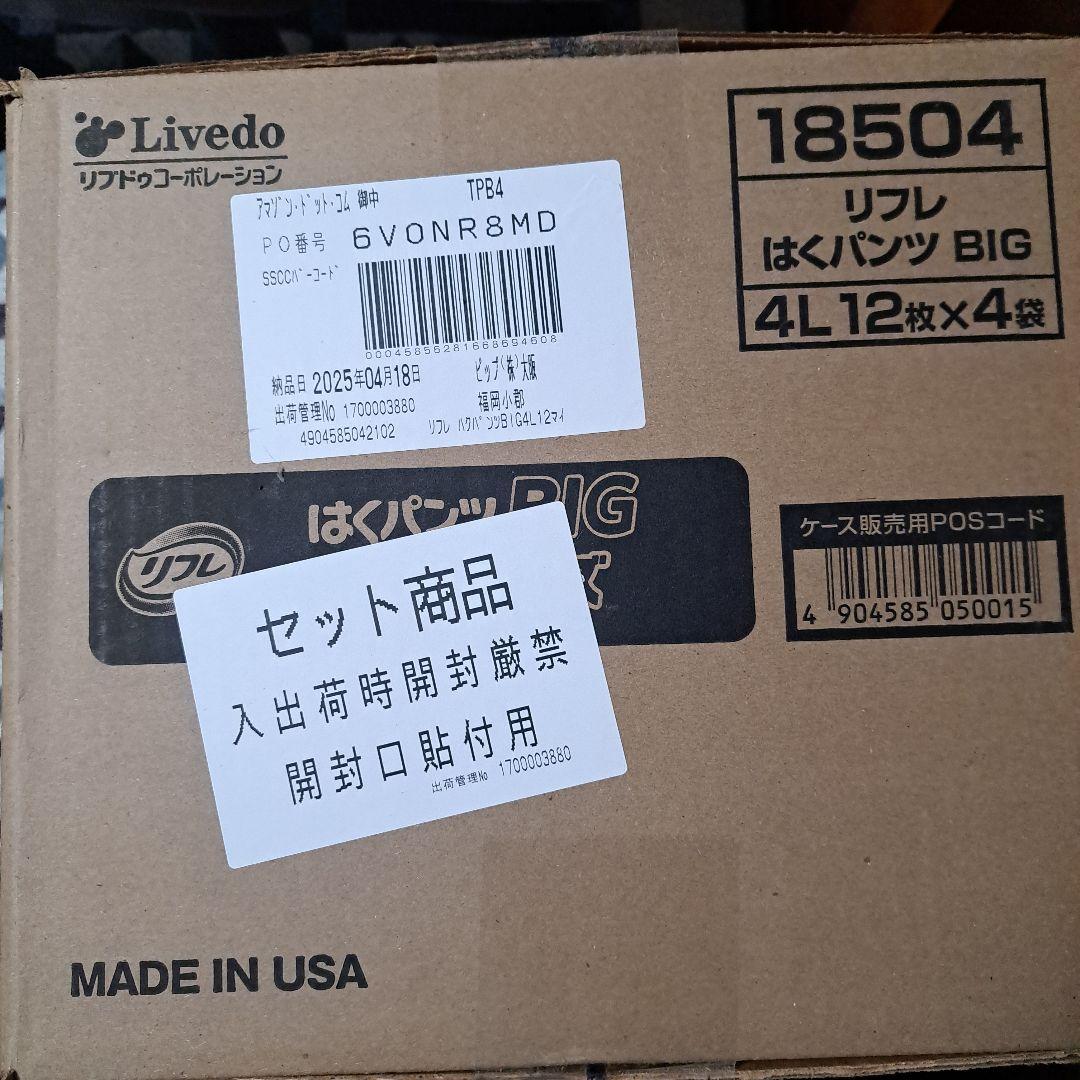 Livedo
リブドゥコーポレーション
18504
リフレ
はくパンツ BIG
4L 12枚×4袋
アマゾン・ドット・コム 御中
TPB4
PO番号 6V0NR8MD
SSCCバーコード
00045856281668694608
納品日 2025年04月18日
ピップ(株)大阪
出荷管理No 1700003880
福岡小郡
4904585042102
リフレ ハクパンツBIG4L12マイ
はくパンツ BIG
リフレ
ズ
ケース販売用POSコード
4 904585 050015
セット商品
入出荷時開封厳禁
開封口貼付用
出荷管理No 1700003880
MADE IN USA